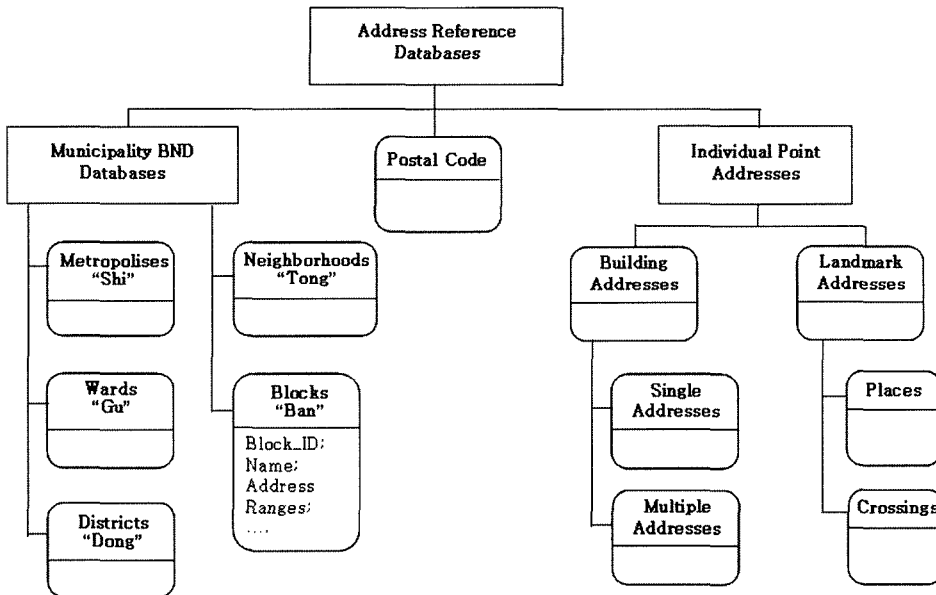 Address Reference
Databases
Municipality BND
Databases
Postal Code
Individual Point
Addresses
Metropolises
“Shi”
Neighborhoods
“Tong”
Building
Addresses
Landmark
Addresses
Wards
“Gu”
Blocks
“Ban”
Block_ID;
Name;
Address
Ranges;
....
Single
Addresses
Places
Districts
“Dong”
Multiple
Addresses
Crossings